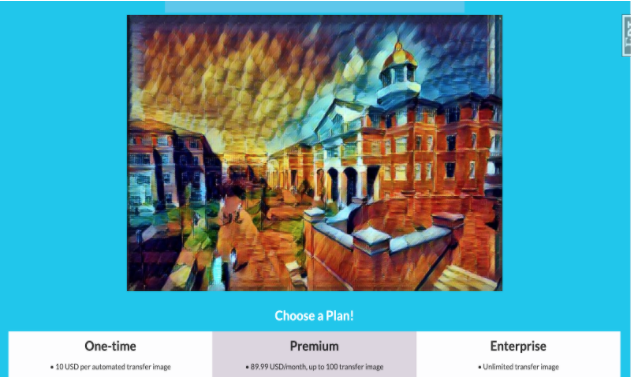 Choose a Plan!
One-time
Premium
Enterprise
• 10 USD per automated transfer image
• 89.99 USD/month, up to 100 transfer image
• Unlimited transfer image